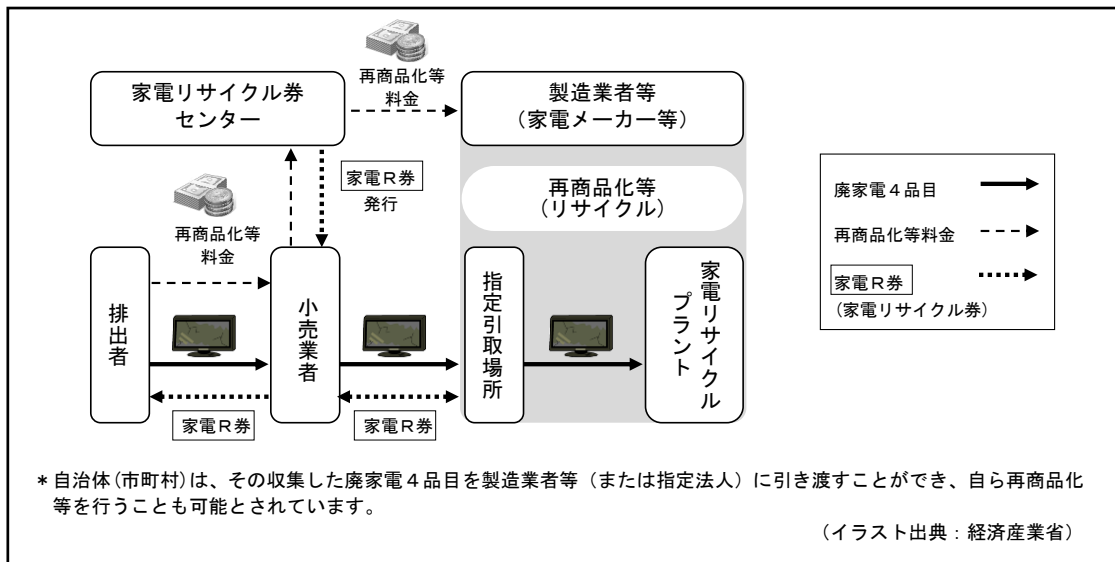 再商品化等
料金
家電リサイクル券
センター
製造業者等
（家電メーカー等）
家電Ｒ券
発行
再商品化等
（リサイクル）
再商品化等
料金
排出者
小売業者
指定引取場所
家電リサイクル
プラント
家電Ｒ券
家電Ｒ券
廃家電４品目
再商品化等料金
家電Ｒ券
（家電リサイクル券）
＊自治体（市町村）は、その収集した廃家電４品目を製造業者等（または指定法人）に引き渡すことができ、自ら再商品化
等を行うことも可能とされています。
（イラスト出典：経済産業省）